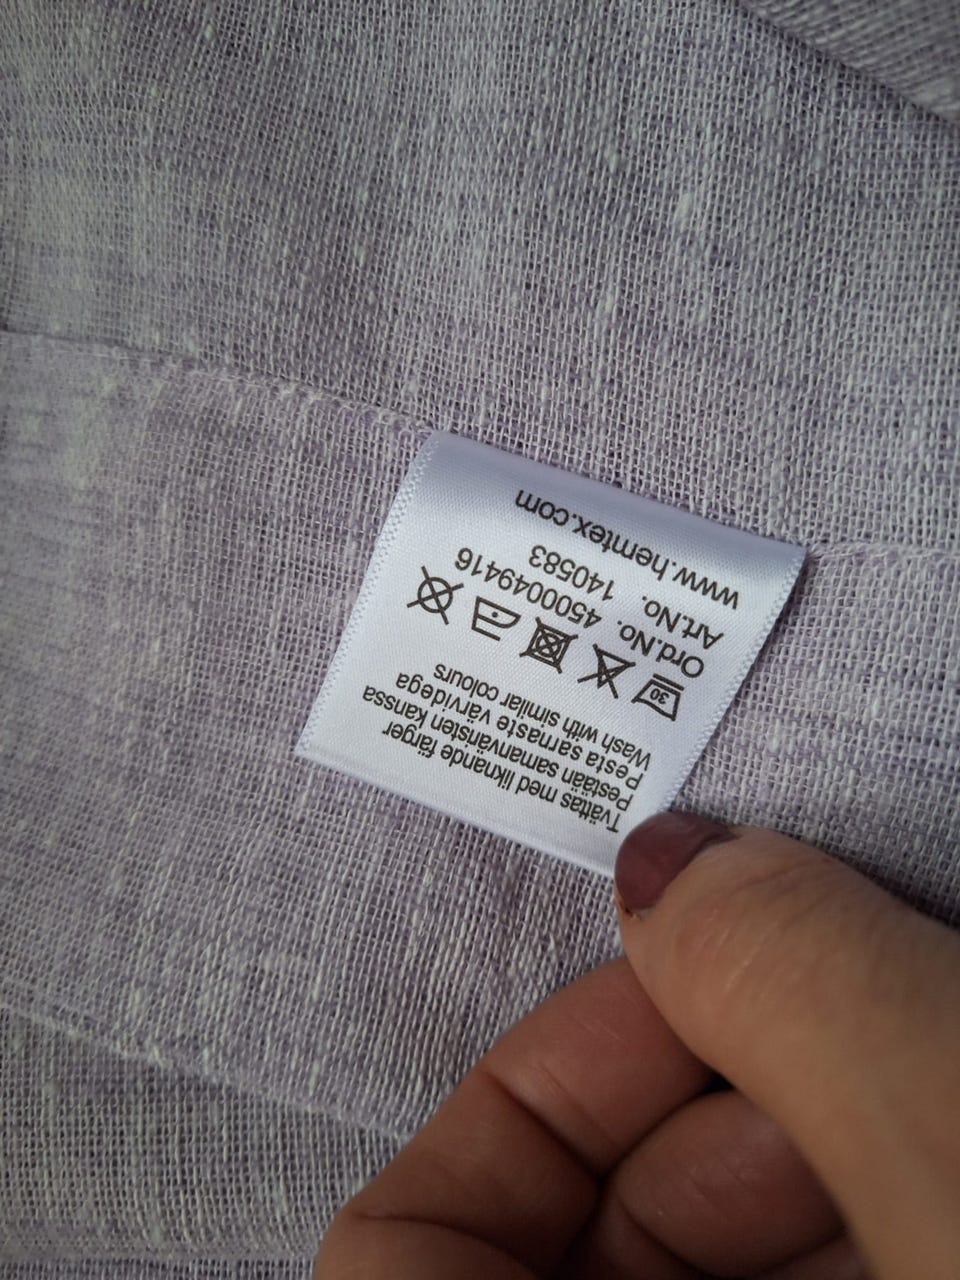 Tvättas med liknande färger
Pestään samanvänsten kanssa
Pesta sarnaste värvidega
Wash with similar colours
30
Ord.No. 4500049416
Art.No. 140583
www.hemtex.com